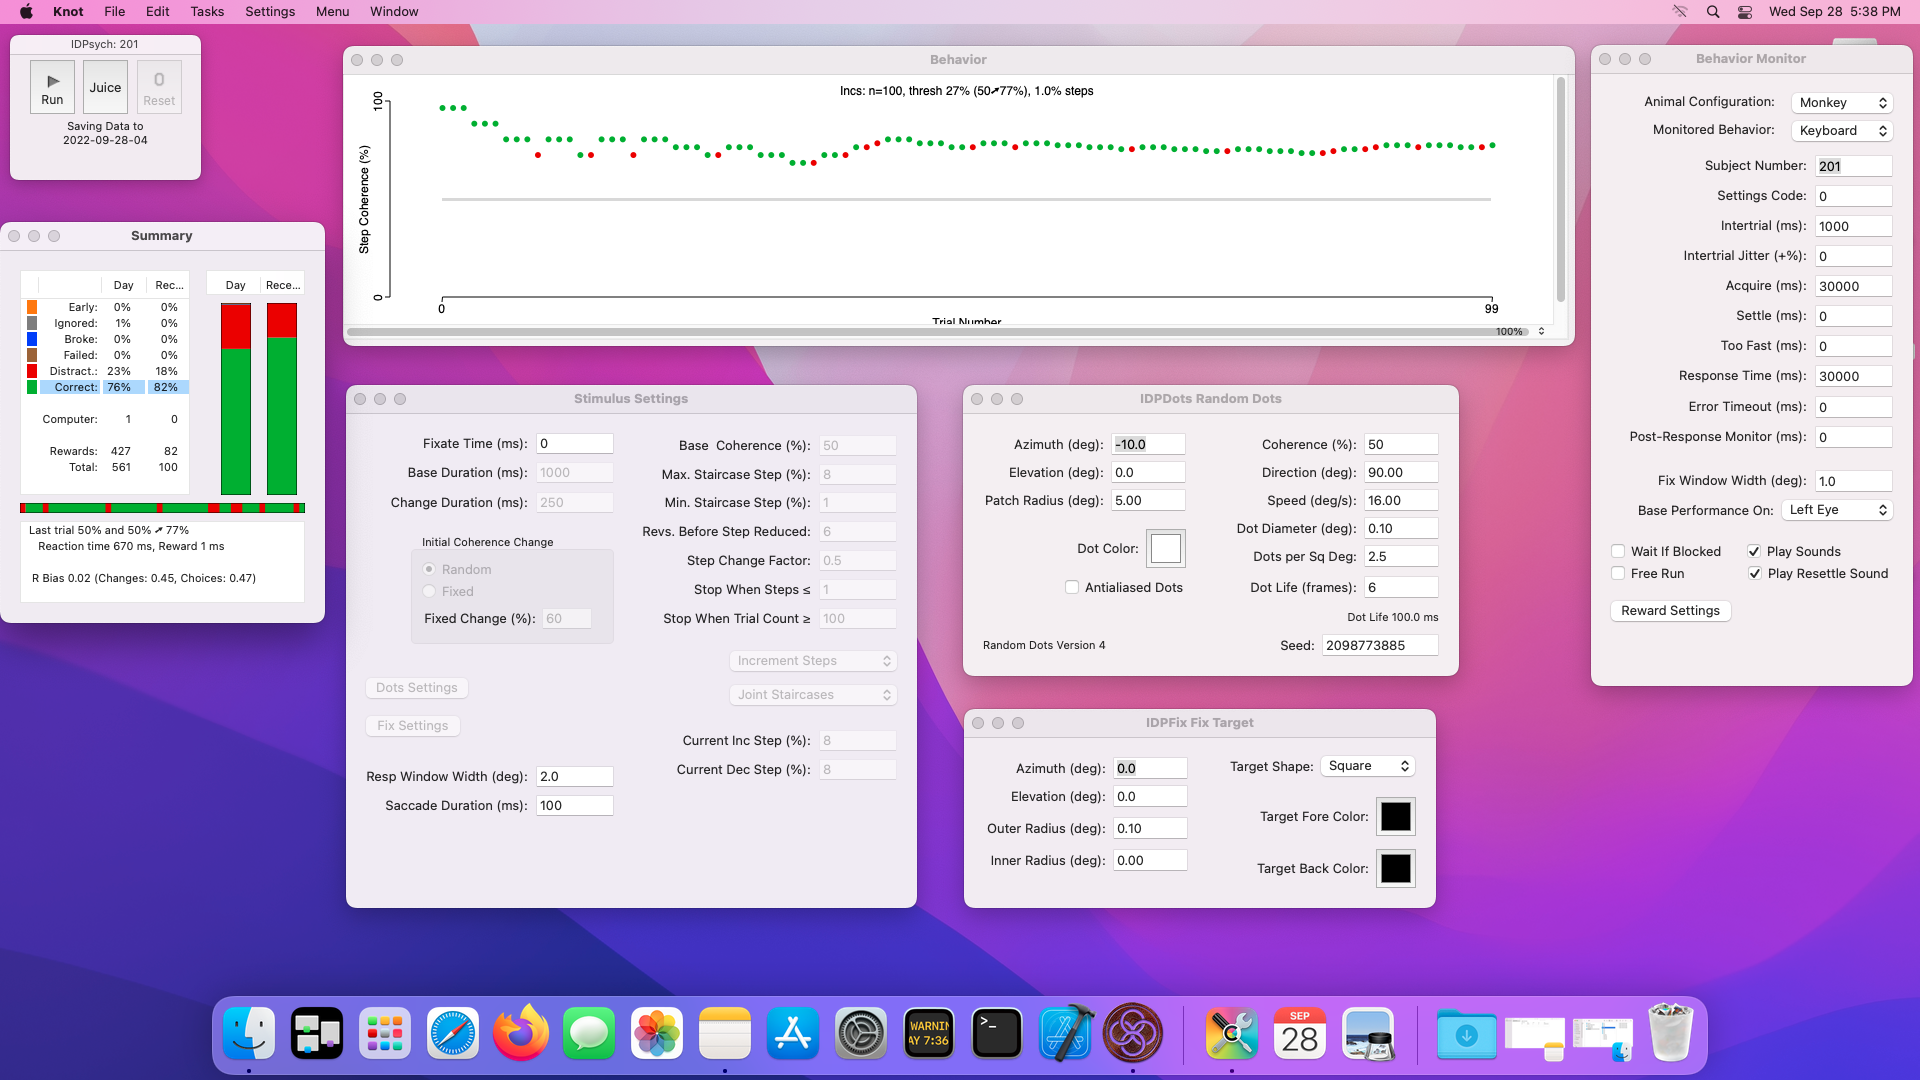 Knot File Edit Tasks Settings Menu Window
Wed Sep 28 5:38 PM
IDPsych: 201
Run
Juice
0
Reset
Saving Data to
2022-09-28-04
Summary
Day Rec...
Early: 0% 0%
Ignored: 1% 0%
Broke: 0% 0%
Failed: 0% 0%
Distract.: 23% 18%
Correct: 76% 82%
Computer: 1 0
Rewards: 427 82
Total: 561 100
Day Rece...
Last trial 50% and 50% ➚ 77%
Reaction time 670 ms, Reward 1 ms
R Bias 0.02 (Changes: 0.45, Choices: 0.47)
Behavior
Incs: n=100, thresh 27% (50➚77%), 1.0% steps
100
Step Coherence (%)
0
0
99
Trial Number
100%
Stimulus Settings
Fixate Time (ms): 0
Base Duration (ms): 1000
Change Duration (ms): 250
Initial Coherence Change
Random
Fixed
Fixed Change (%): 60
Dots Settings
Fix Settings
Resp Window Width (deg): 2.0
Saccade Duration (ms): 100
Base Coherence (%): 50
Max. Staircase Step (%): 8
Min. Staircase Step (%): 1
Revs. Before Step Reduced: 6
Step Change Factor: 0.5
Stop When Steps ≤ 1
Stop When Trial Count ≥ 100
Increment Steps
Joint Staircases
Current Inc Step (%): 8
Current Dec Step (%): 8
IDPDots Random Dots
Azimuth (deg): -10.0
Elevation (deg): 0.0
Patch Radius (deg): 5.00
Dot Color:
Antialiased Dots
Random Dots Version 4
Coherence (%): 50
Direction (deg): 90.00
Speed (deg/s): 16.00
Dot Diameter (deg): 0.10
Dots per Sq Deg: 2.5
Dot Life (frames): 6
Dot Life 100.0 ms
Seed: 2098773885
IDPFix Fix Target
Azimuth (deg): 0.0
Elevation (deg): 0.0
Outer Radius (deg): 0.10
Inner Radius (deg): 0.00
Target Shape: Square
Target Fore Color:
Target Back Color:
Behavior Monitor
Animal Configuration: Monkey
Monitored Behavior: Keyboard
Subject Number: 201
Settings Code: 0
Intertrial (ms): 1000
Intertrial Jitter (+%): 0
Acquire (ms): 30000
Settle (ms): 0
Too Fast (ms): 0
Response Time (ms): 30000
Error Timeout (ms): 0
Post-Response Monitor (ms): 0
Fix Window Width (deg): 1.0
Base Performance On: Left Eye
Wait If Blocked
Play Sounds
Free Run
Play Resettle Sound
Reward Settings
WARNIN
AY 7:36
>_
SEP
28